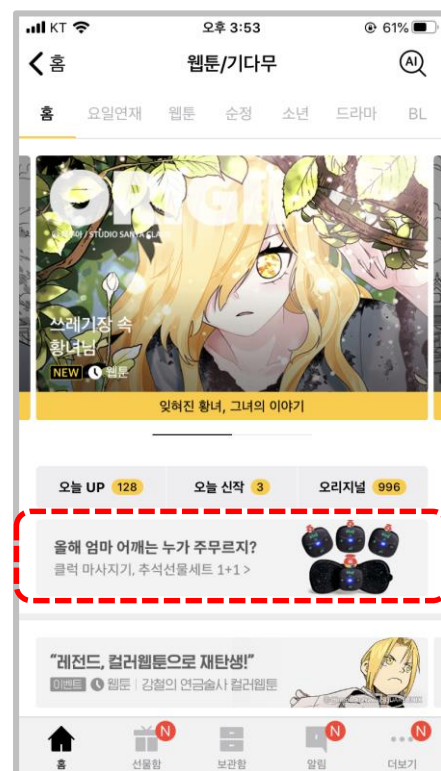 KT 오후 3:53 61%
홈 웹툰/기다무 AI
홈 요일연재 웹툰 순정 소년 드라마 BL
ORIGI
/ STUDIO SANTA CLA
쓰레기장 속
황녀님
NEW 웹툰
잊혀진 황녀, 그녀의 이야기
오늘 UP 128 오늘 신작 3 오리지널 996
올해 엄마 어깨는 누가 주무르지?
클럭 마사지기, 추석선물세트 1+1 >
“레전드, 컬러웹툰으로 재탄생!”
이벤트 웹툰 | 강철의 연금술사 컬러웹툰
홈 선물함 N 보관함 알림 N 더보기 N